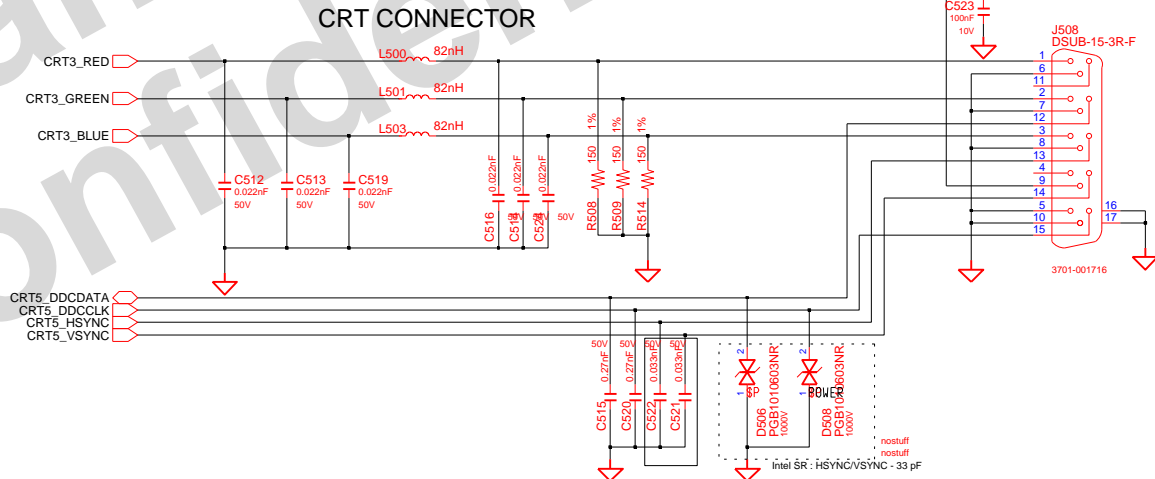 CRT CONNECTOR
C523
100nF
10V
J508
DSUB-15-3R-F
CRT3_RED
L500
82nH
CRT3_GREEN
L501
82nH
CRT3_BLUE
L503
82nH
1
6
11
2
7
12
3
8
13
4
9
14
5
10
15
16
17
3701-001716
C512
0.022nF
50V
C513
0.022nF
50V
C519
0.022nF
50V
C516
0.022nF
0.022nF
50V
0.022nF
50V
R508
150
1%
R509
150
1%
R514
150
1%
CRT5_DDCDATA
CRT5_DDCCLK
CRT5_HSYNC
CRT5_VSYNC
50V
0.27nF
C515
50V
0.27nF
C520
50V
0.033nF
C522
50V
0.033nF
C521
2
1
D506
PGB1010603NR
1000V
SP
2
1
D508
PGB1010603NR
1000V
POWER
nostuff
nostuff
Intel SR : HSYNC/VSYNC - 33 pF